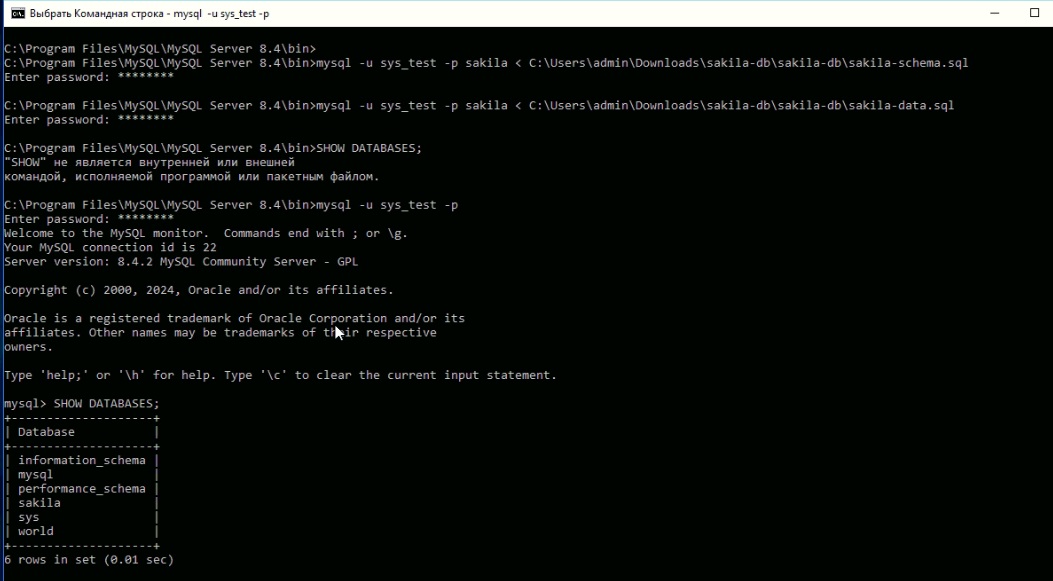 Выбрать Командная строка - mysql -u sys_test -p
C:\Program Files\MySQL\MySQL Server 8.4\bin>
C:\Program Files\MySQL\MySQL Server 8.4\bin>mysql -u sys_test -p sakila < C:\Users\admin\Downloads\sakila-db\sakila-db\sakila-schema.sql
Enter password: ********
C:\Program Files\MySQL\MySQL Server 8.4\bin>mysql -u sys_test -p sakila < C:\Users\admin\Downloads\sakila-db\sakila-db\sakila-data.sql
Enter password: ********
C:\Program Files\MySQL\MySQL Server 8.4\bin>SHOW DATABASES;
"SHOW" не является внутренней или внешней
командой, исполняемой программой или пакетным файлом.
C:\Program Files\MySQL\MySQL Server 8.4\bin>mysql -u sys_test -p
Enter password: ********
Welcome to the MySQL monitor.  Commands end with ; or \g.
Your MySQL connection id is 22
Server version: 8.4.2 MySQL Community Server - GPL
Copyright (c) 2000, 2024, Oracle and/or its affiliates.
Oracle is a registered trademark of Oracle Corporation and/or its
affiliates. Other names may be trademarks of their respective
owners.
Type 'help;' or '\h' for help. Type '\c' to clear the current input statement.
mysql> SHOW DATABASES;
+--------------------+
| Database           |
+--------------------+
| information_schema |
| mysql              |
| performance_schema |
| sakila             |
| sys                |
| world              |
+--------------------+
6 rows in set (0.01 sec)